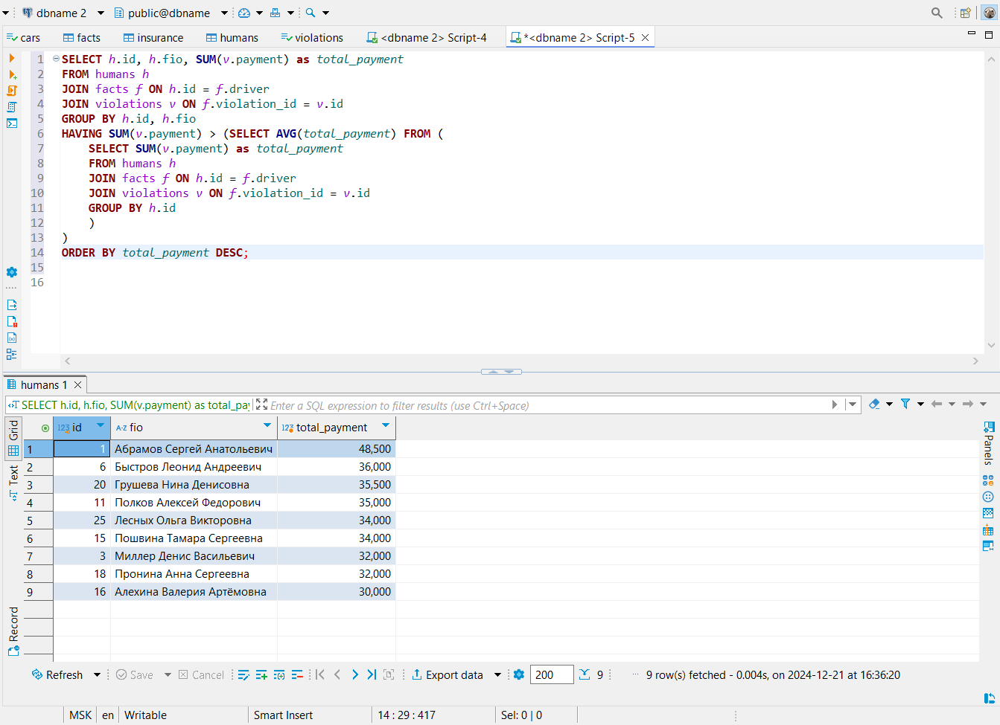 dbname 2 public@dbname
cars facts insurance humans violations <dbname 2> Script-4 *<dbname 2> Script-5
1 SELECT h.id, h.fio, SUM(v.payment) as total_payment
2 FROM humans h
3 JOIN facts f ON h.id = f.driver
4 JOIN violations v ON f.violation_id = v.id
5 GROUP BY h.id, h.fio
6 HAVING SUM(v.payment) > (SELECT AVG(total_payment) FROM (
7 SELECT SUM(v.payment) as total_payment
8 FROM humans h
9 JOIN facts f ON h.id = f.driver
10 JOIN violations v ON f.violation_id = v.id
11 GROUP BY h.id
12 )
13 )
14 ORDER BY total_payment DESC;
15
16
humans 1
SELECT h.id, h.fio, SUM(v.payment) as total_pay Enter a SQL expression to filter results (use Ctrl+Space)
Grid
Text
Record
123 id A-Z fio 123 total_payment
1 1 Абрамов Сергей Анатольевич 48,500
2 6 Быстров Леонид Андреевич 36,000
3 20 Грушева Нина Денисовна 35,500
4 11 Полков Алексей Федорович 35,000
5 25 Лесных Ольга Викторовна 34,000
6 15 Пошвина Тамара Сергеевна 34,000
7 3 Миллер Денис Васильевич 32,000
8 18 Пронина Анна Сергеевна 32,000
9 16 Алехина Валерия Артёмовна 30,000
Panels
Refresh Save Cancel Export data 200 9 9 row(s) fetched - 0.004s, on 2024-12-21 at 16:36:20
MSK en Writable Smart Insert 14 : 29 : 417 Sel: 0 | 0